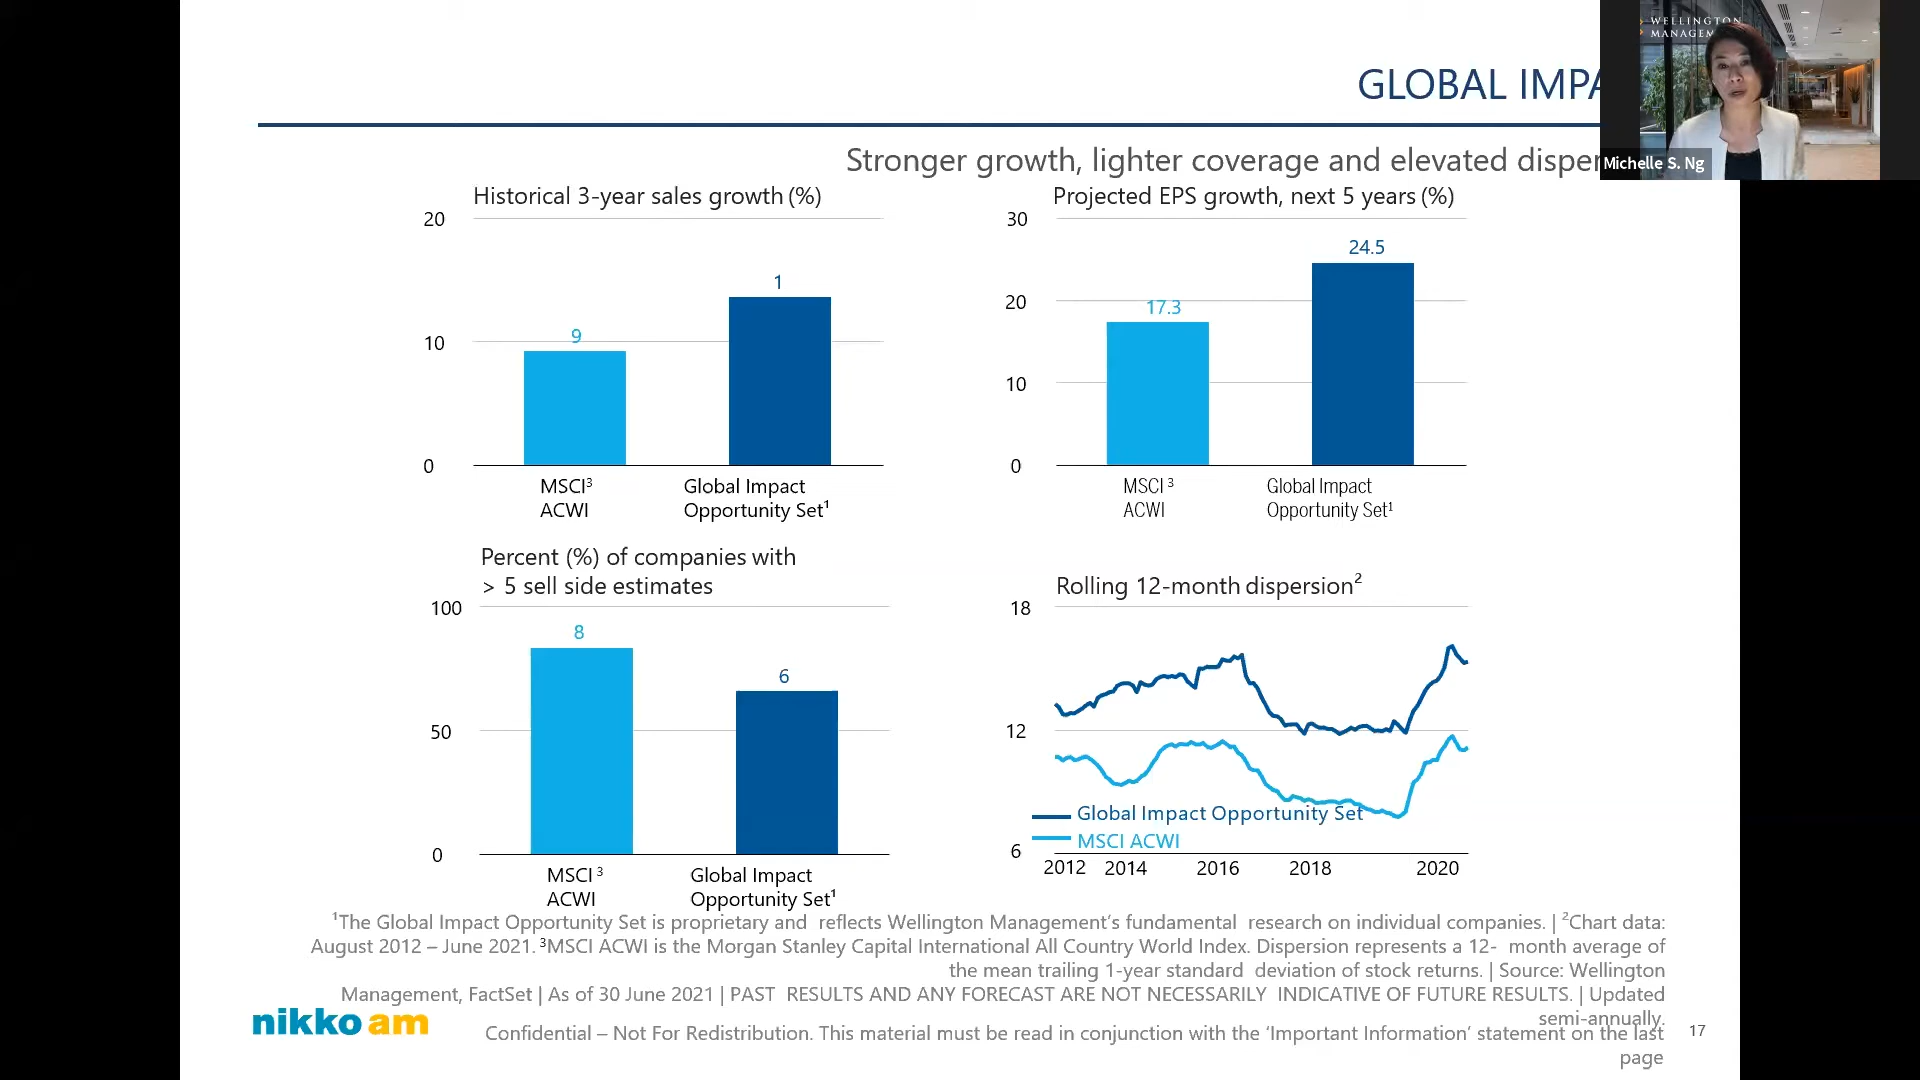 WELLINGTON
MANAGEM
Michelle S. Ng
GLOBAL IMPA
Stronger growth, lighter coverage and elevated disper
Historical 3-year sales growth (%)
20
10
0
9
1
MSCI³
ACWI
Global Impact
Opportunity Set¹
Projected EPS growth, next 5 years (%)
30
20
10
0
17.3
24.5
MSCI ³
ACWI
Global Impact
Opportunity Set¹
Percent (%) of companies with
> 5 sell side estimates
100
50
0
8
6
MSCI ³
ACWI
Global Impact
Opportunity Set¹
Rolling 12-month dispersion²
18
12
6
Global Impact Opportunity Set
MSCI ACWI
2012 2014 2016 2018 2020
¹The Global Impact Opportunity Set is proprietary and reflects Wellington Management’s fundamental research on individual companies. | ²Chart data:
August 2012 – June 2021. ³MSCI ACWI is the Morgan Stanley Capital International All Country World Index. Dispersion represents a 12- month average of
the mean trailing 1-year standard deviation of stock returns. | Source: Wellington
Management, FactSet | As of 30 June 2021 | PAST RESULTS AND ANY FORECAST ARE NOT NECESSARILY INDICATIVE OF FUTURE RESULTS. | Updated
semi-annually.
nikko am
Confidential – Not For Redistribution. This material must be read in conjunction with the ‘Important Information’ statement on the last
page
17